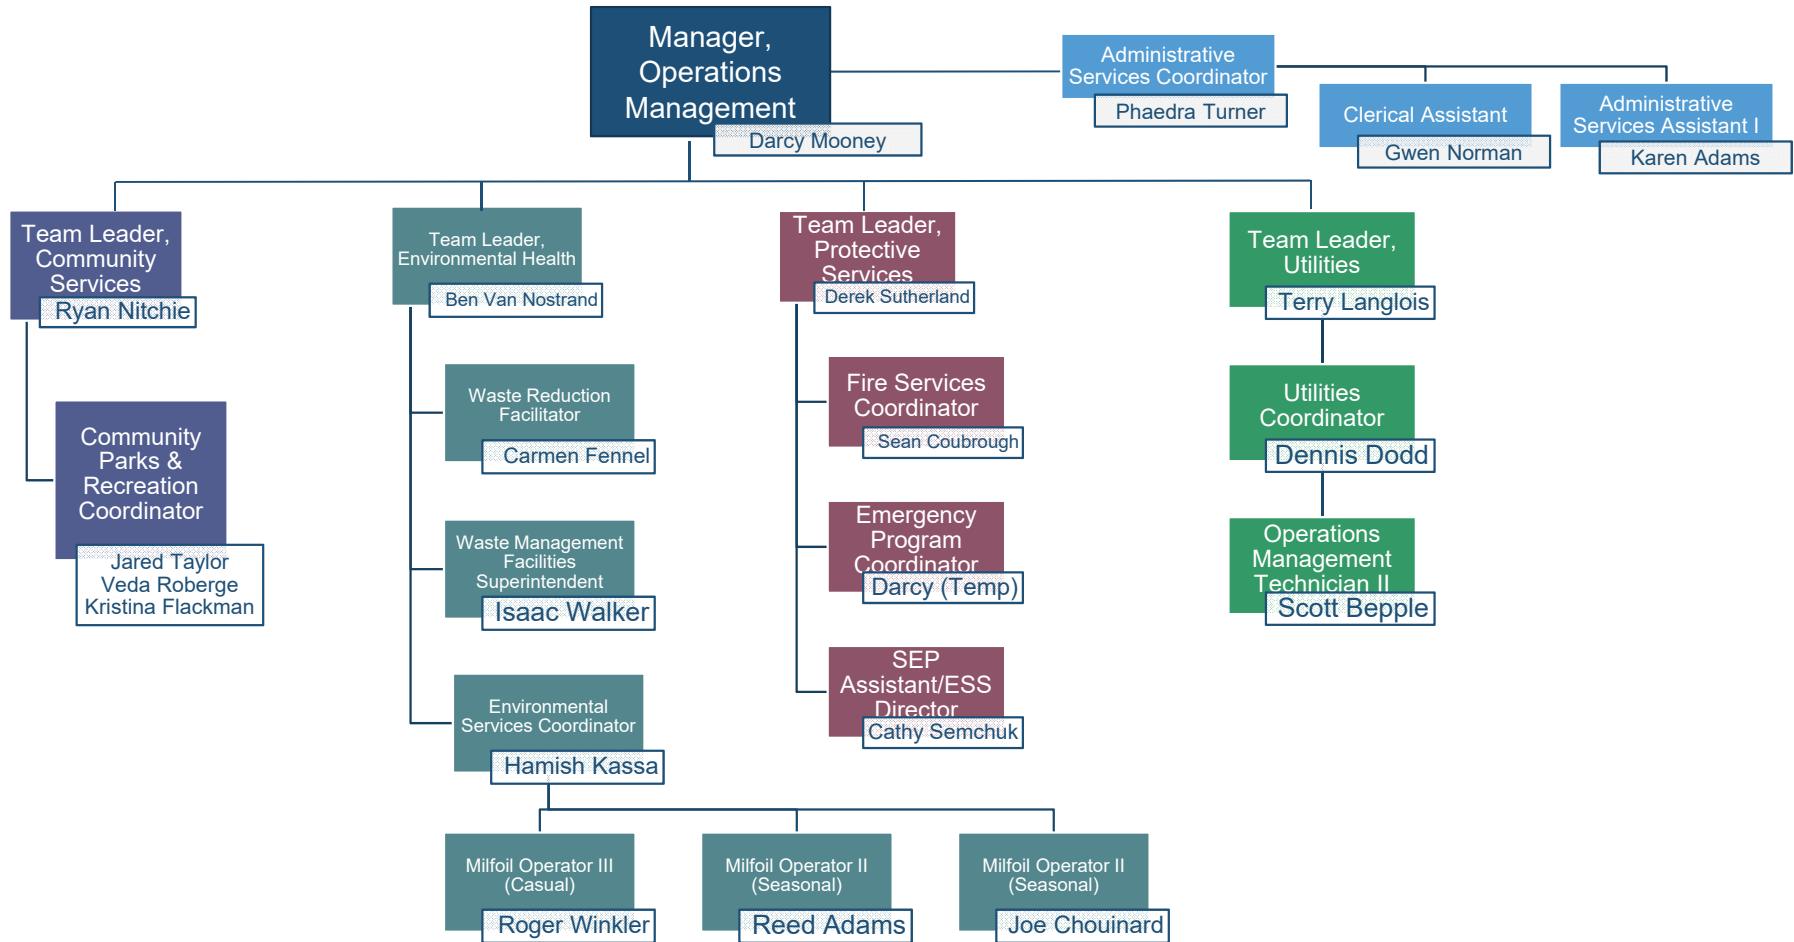 Manager,
Operations
Management
Darcy Mooney
Administrative
Services Coordinator
Phaedra Turner
Clerical Assistant
Gwen Norman
Administrative
Services Assistant I
Karen Adams
Team Leader,
Community
Services
Ryan Nitchie
Community
Parks &
Recreation
Coordinator
Jared Taylor
Veda Roberge
Kristina Flackman
Team Leader,
Environmental Health
Ben Van Nostrand
Waste Reduction
Facilitator
Carmen Fennel
Waste Management
Facilities
Superintendent
Isaac Walker
Environmental
Services Coordinator
Hamish Kassa
Milfoil Operator III
(Casual)
Roger Winkler
Milfoil Operator II
(Seasonal)
Reed Adams
Milfoil Operator II
(Seasonal)
Joe Chouinard
Team Leader,
Protective
Services
Derek Sutherland
Fire Services
Coordinator
Sean Coubrough
Emergency
Program
Coordinator
Darcy (Temp)
SEP
Assistant/ESS
Director
Cathy Semchuk
Team Leader,
Utilities
Terry Langlois
Utilities
Coordinator
Dennis Dodd
Operations
Management
Technician II
Scott Bepple